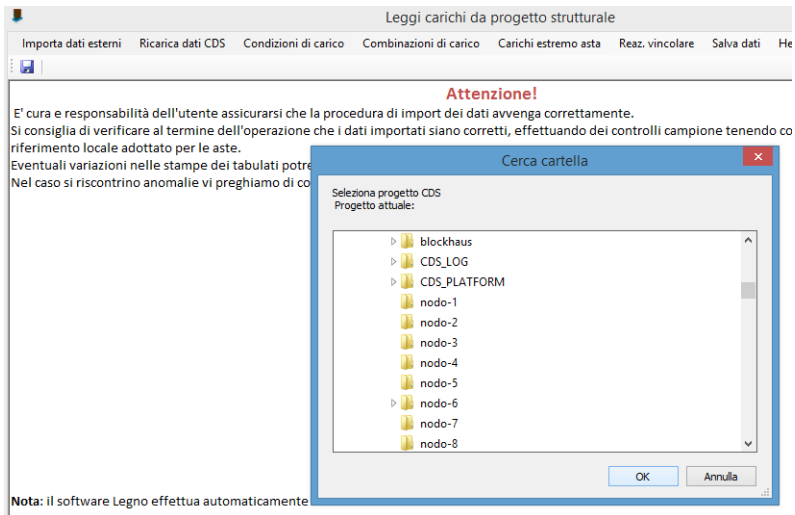 Leggi carichi da progetto strutturale
Importa dati esterni Ricarica dati CDS Condizioni di carico Combinazioni di carico Carichi estremo asta Reaz. vincolare Salva dati He
Attenzione!
E' cura e responsabilità dell'utente assicurarsi che la procedura di import dei dati avvenga correttamente.
Si consiglia di verificare al termine dell'operazione che i dati importati siano corretti, effettuando dei controlli campione tenendo co
riferimento locale adottato per le aste.
Eventuali variazioni nelle stampe dei tabulati potre
Nel caso si riscontrino anomalie vi preghiamo di co
Cerca cartella
Seleziona progetto CDS
Progetto attuale:
blockhaus
CDS_LOG
CDS_PLATFORM
nodo-1
nodo-2
nodo-3
nodo-4
nodo-5
nodo-6
nodo-7
nodo-8
OK Annulla
Nota: il software Legno effettua automaticamente